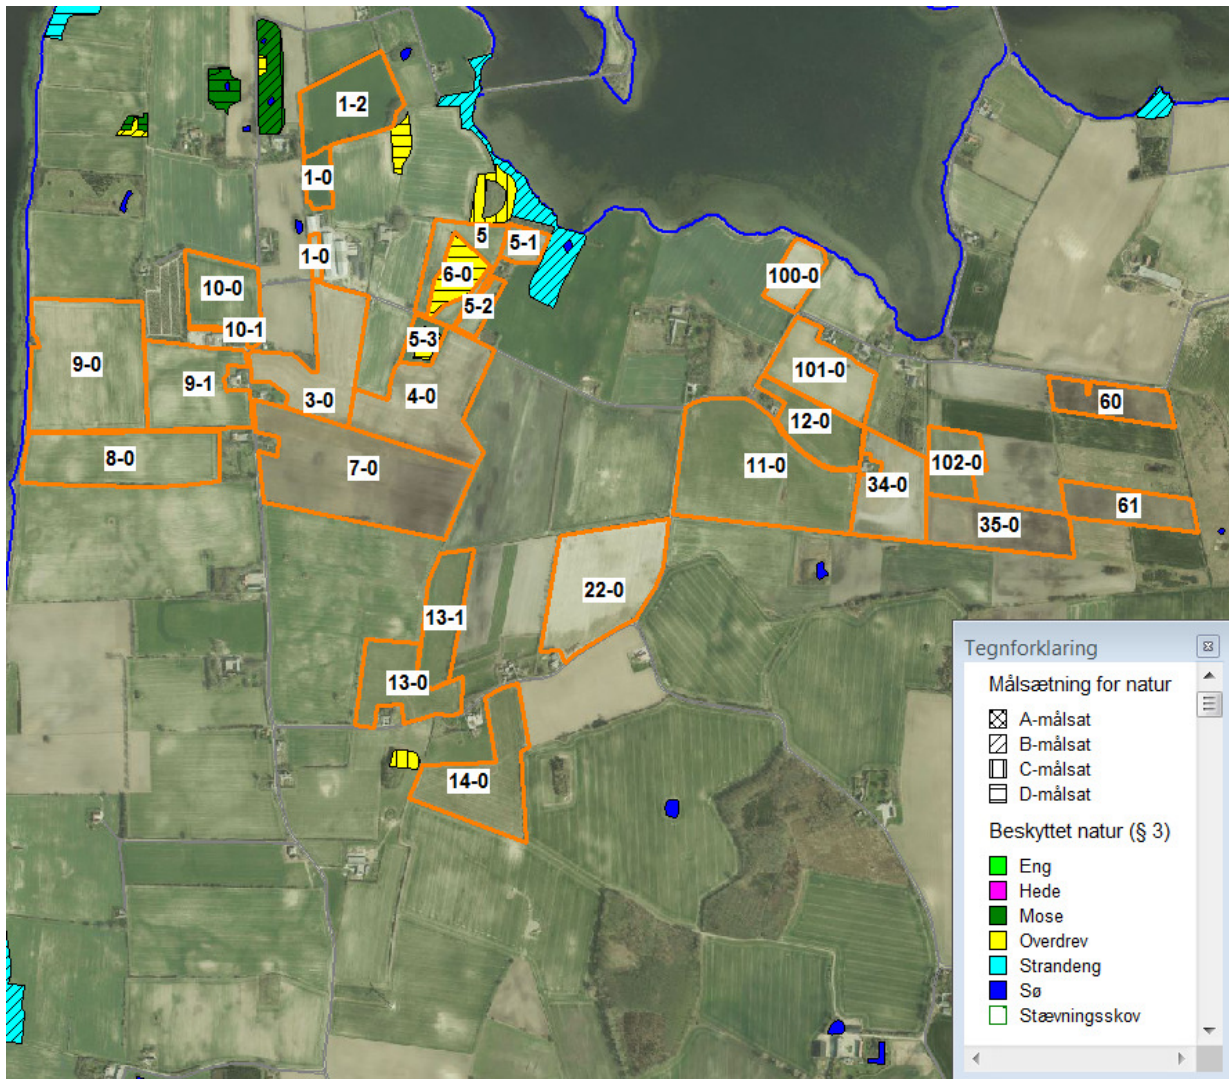 1-2
1-0
5
5-1
1-0
6-0
100-0
10-0
5-2
10-1
5-3
9-0
9-1
101-0
3-0
4-0
60
12-0
8-0
7-0
11-0
102-0
34-0
61
35-0
22-0
13-1
13-0
14-0
Tegnforklaring
Målsætning for natur
A-målsat
B-målsat
C-målsat
D-målsat
Beskyttet natur (§ 3)
Eng
Hede
Mose
Overdrev
Strandeng
Sø
Stævningsskov